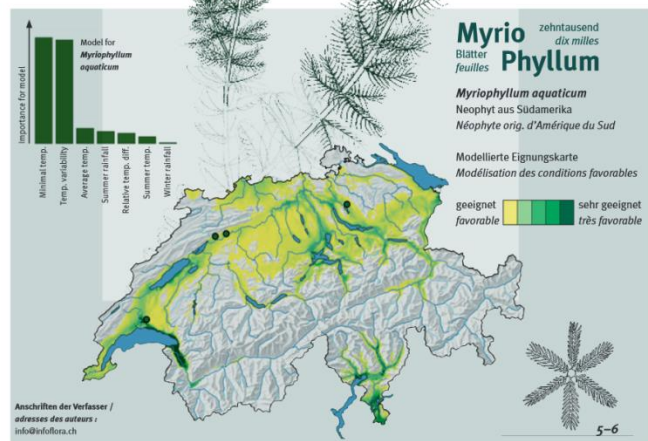 Importance for model
Model for
Myriophyllum
aquaticum
Minimal temp.
Temp. variability
Average temp.
Summer rainfall
Relative temp. diff.
Summer temp.
Winter rainfall
Myrio zehntausend
dix milles
Blätter
feuilles Phyllum
Myriophyllum aquaticum
Neophyt aus Südamerika
Néophyte orig. d'Amérique du Sud
Modellierte Eignungskarte
Modélisation des conditions favorables
geeignet sehr geeignet
favorable très favorable
Anschriften der Verfasser /
adresses des auteurs :
info@infoflora.ch
5–6